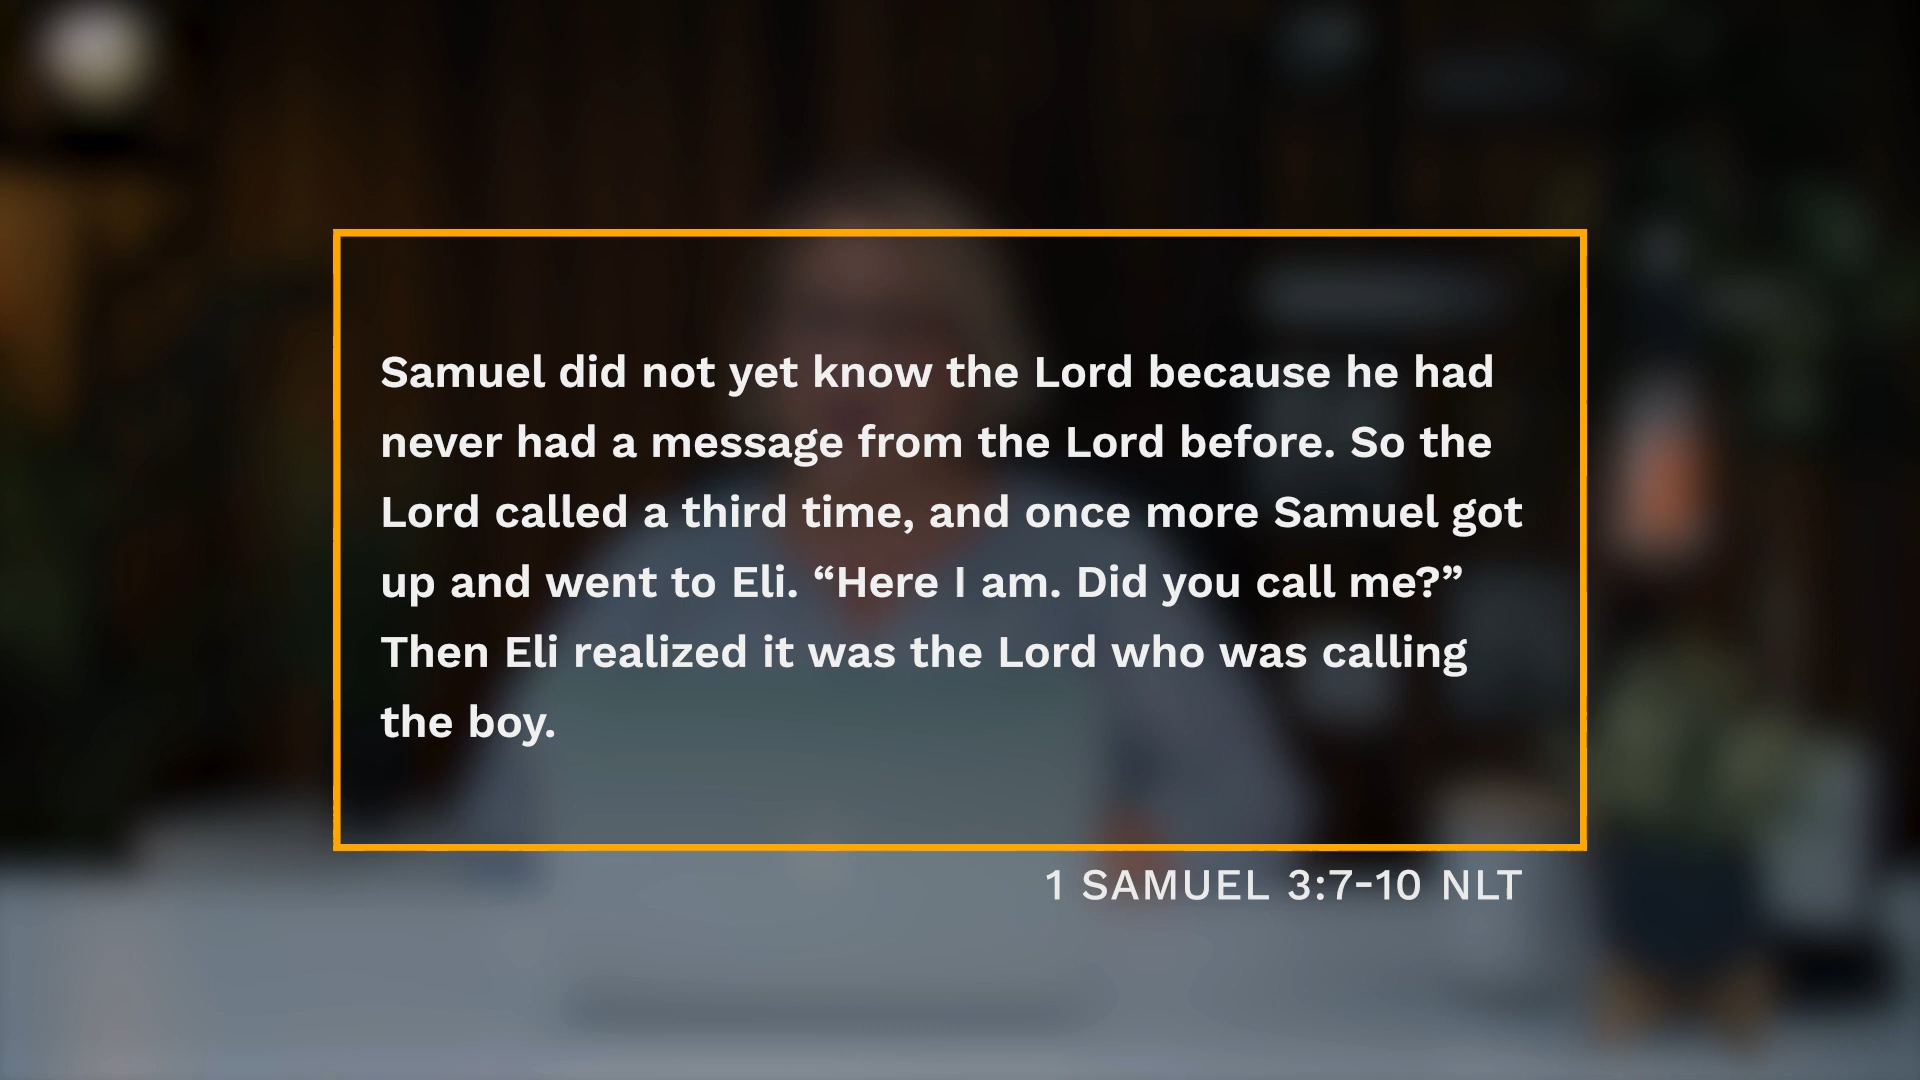 Samuel did not yet know the Lord because he had
never had a message from the Lord before. So the
Lord called a third time, and once more Samuel got
up and went to Eli. “Here I am. Did you call me?”
Then Eli realized it was the Lord who was calling
the boy.
1 SAMUEL 3:7-10 NLT